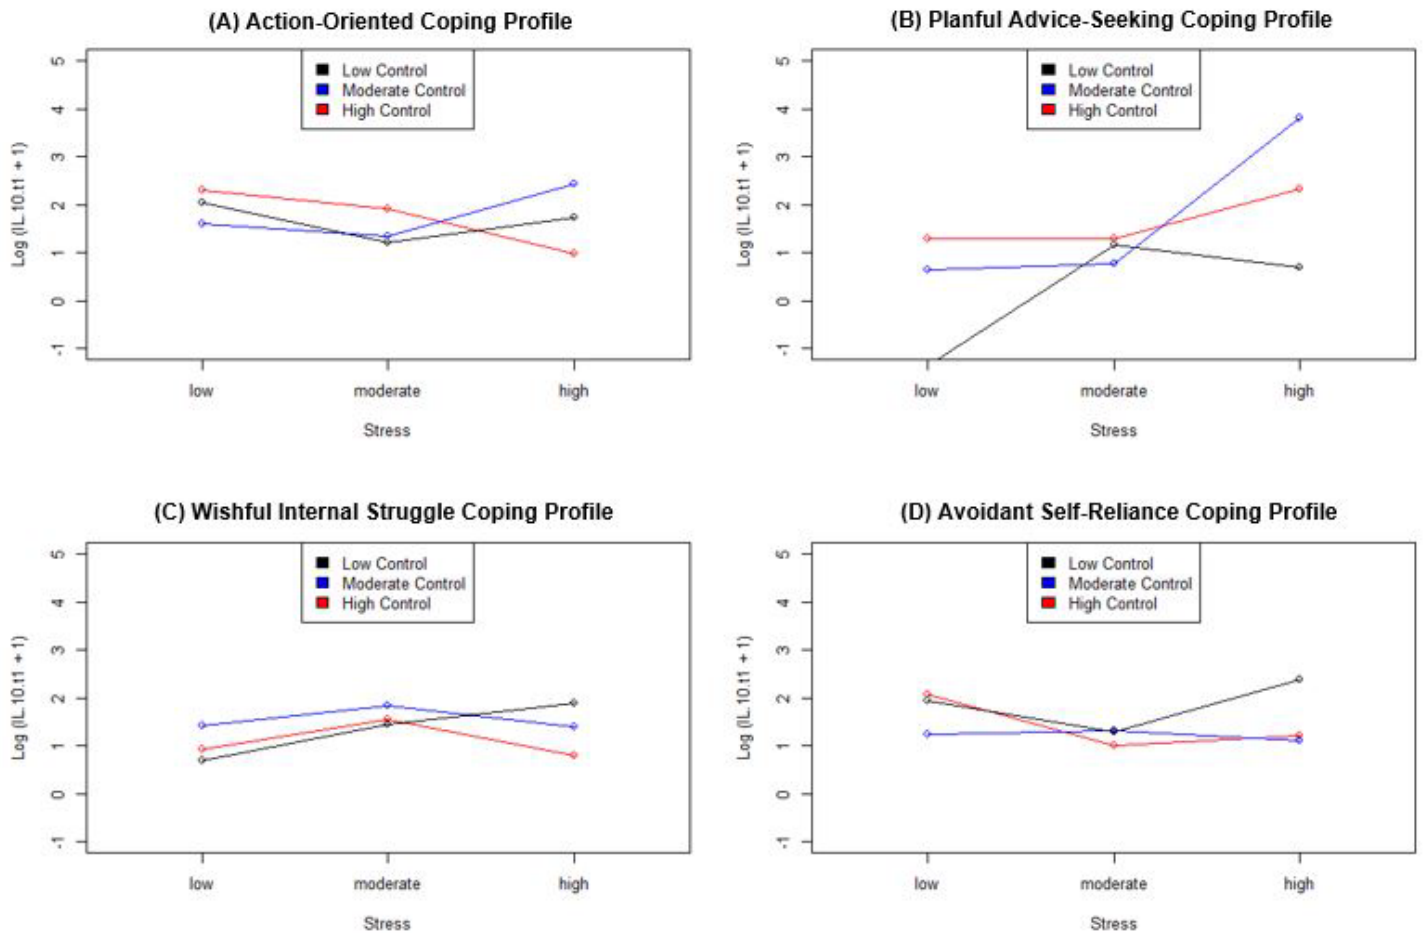 (A) Action-Oriented Coping Profile
Low Control
Moderate Control
High Control
5
4
3
2
1
0
-1
Log (IL.10.t1 + 1)
low moderate high
Stress
(B) Planful Advice-Seeking Coping Profile
Low Control
Moderate Control
High Control
5
4
3
2
1
0
-1
Log (IL.10.t1 + 1)
low moderate high
Stress
(C) Wishful Internal Struggle Coping Profile
Low Control
Moderate Control
High Control
5
4
3
2
1
0
-1
Log (IL.10.t1 + 1)
low moderate high
Stress
(D) Avoidant Self-Reliance Coping Profile
Low Control
Moderate Control
High Control
5
4
3
2
1
0
-1
Log (IL.10.t1 + 1)
low moderate high
Stress